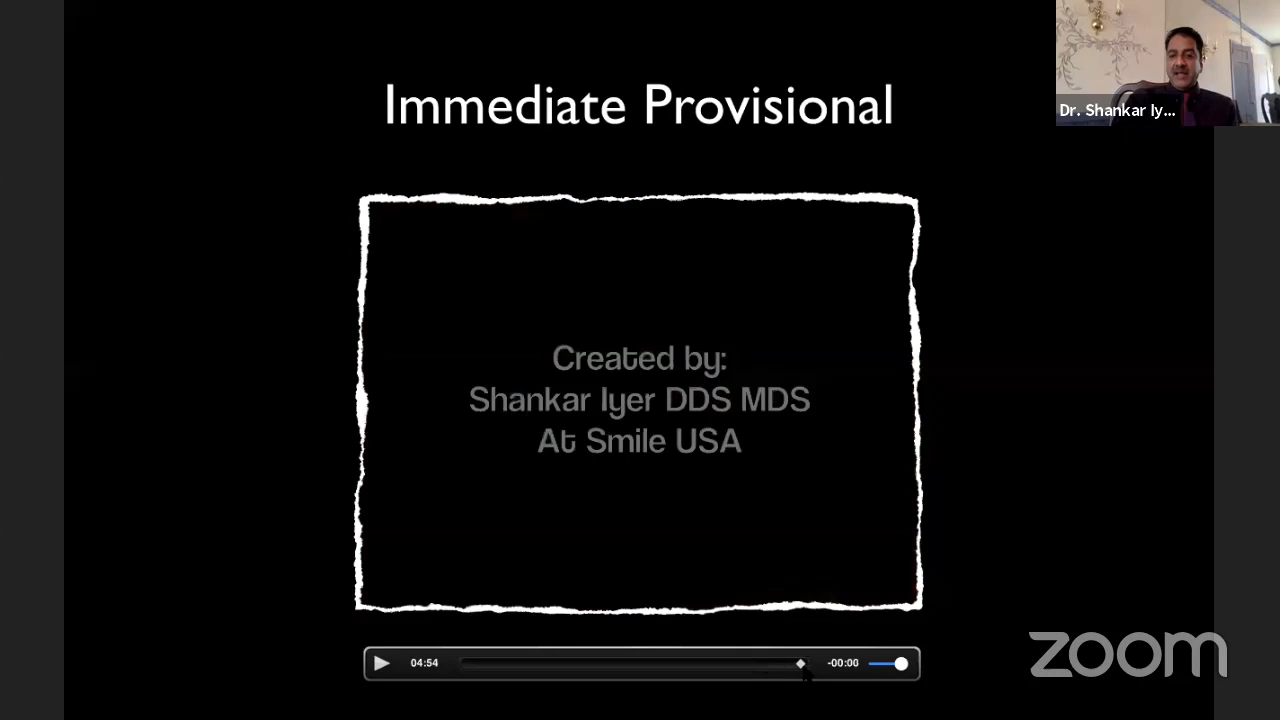 Immediate Provisional
Dr. Shankar Iy...
Created by:
Shankar Iyer DDS MDS
At Smile USA
04:54
-00:00
zoom